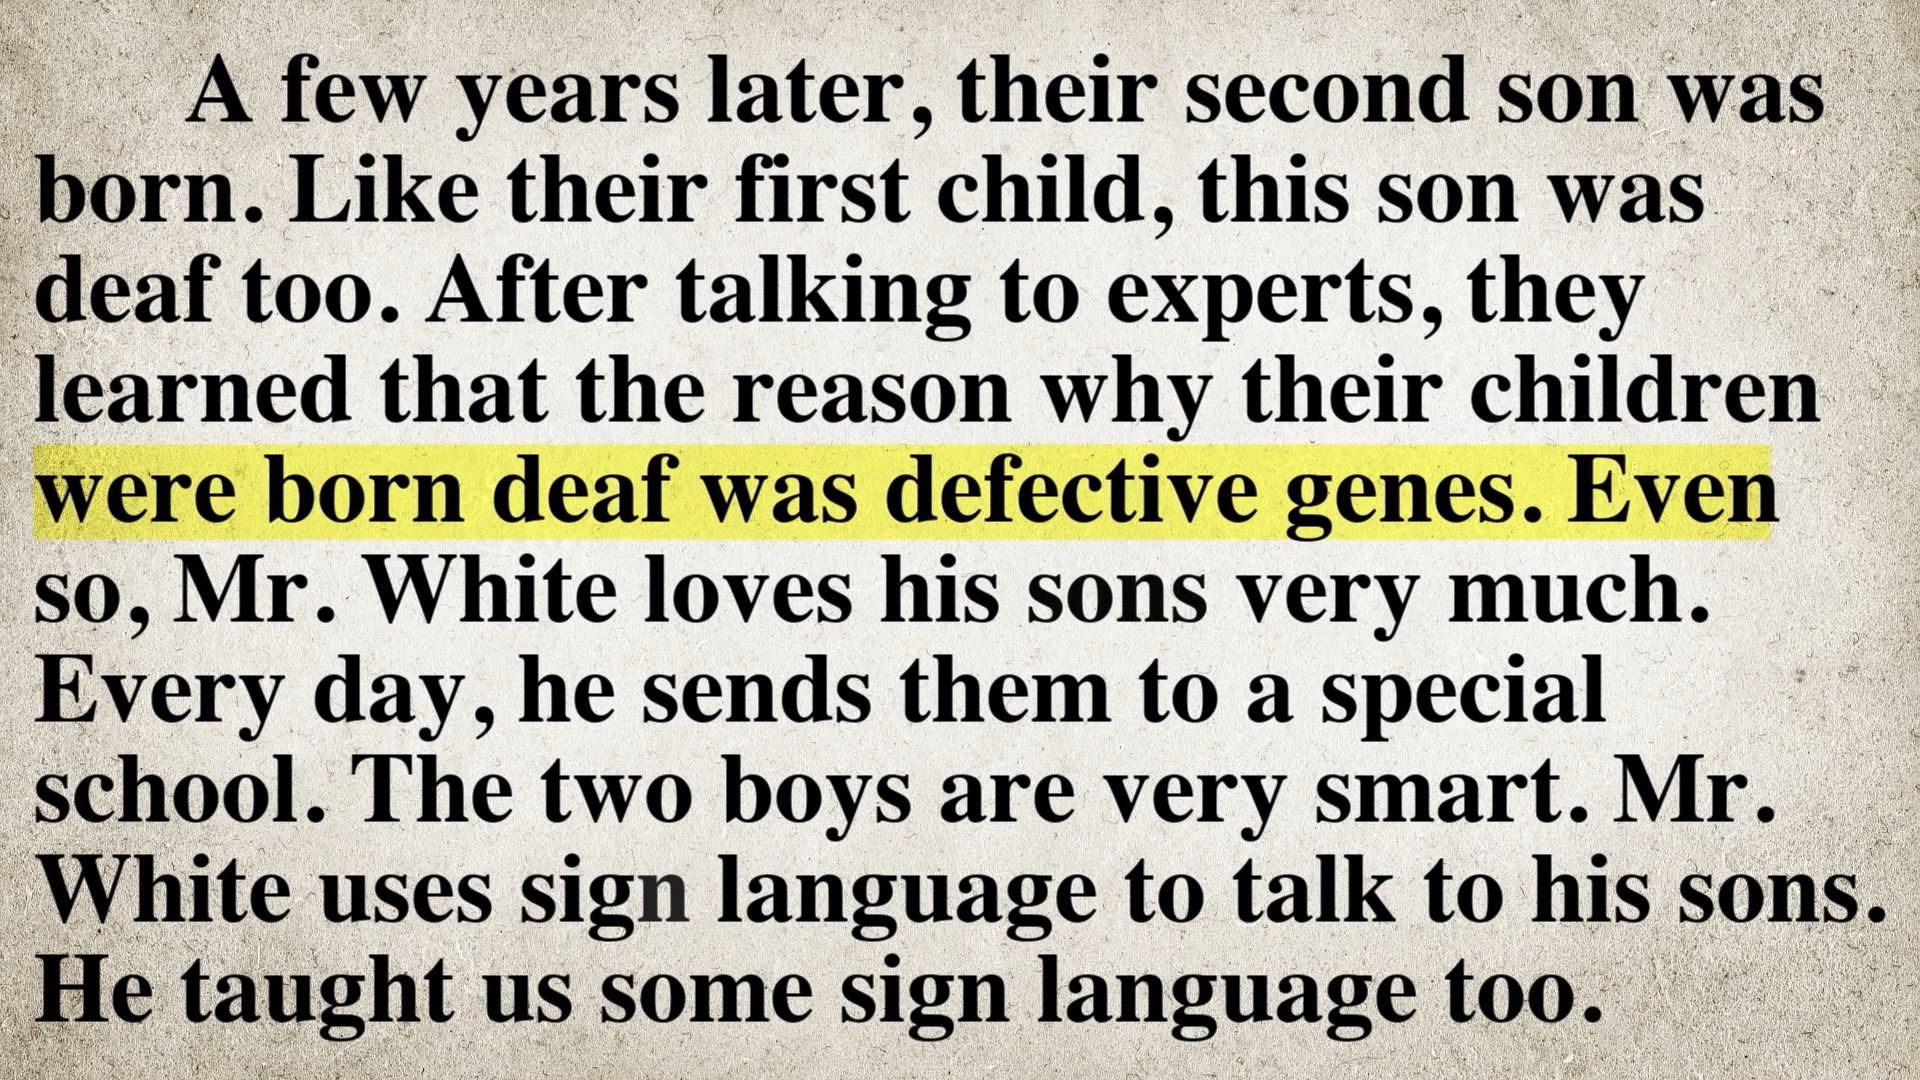 A few years later, their second son was
born. Like their first child, this son was
deaf too. After talking to experts, they
learned that the reason why their children
were born deaf was defective genes. Even
so, Mr. White loves his sons very much.
Every day, he sends them to a special
school. The two boys are very smart. Mr.
White uses sign language to talk to his sons.
He taught us some sign language too.